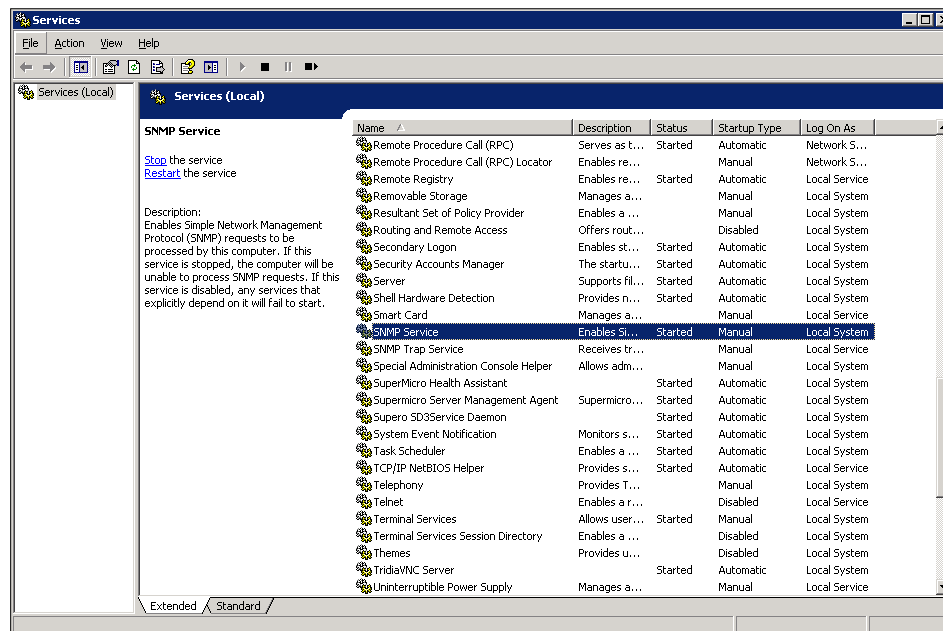 Services
File Action View Help
Services (Local)
Services (Local)
SNMP Service
Stop the service
Restart the service
Description:
Enables Simple Network Management
Protocol (SNMP) requests to be
processed by this computer. If this
service is stopped, the computer will be
unable to process SNMP requests. If this
service is disabled, any services that
explicitly depend on it will fail to start.
Name Description Status Startup Type Log On As
Remote Procedure Call (RPC) Serves as t... Started Automatic Network S...
Remote Procedure Call (RPC) Locator Enables re... Manual Network S...
Remote Registry Enables re... Started Automatic Local Service
Removable Storage Manages a... Manual Local System
Resultant Set of Policy Provider Enables a ... Manual Local System
Routing and Remote Access Offers rout... Disabled Local System
Secondary Logon Enables st... Started Automatic Local System
Security Accounts Manager The startu... Started Automatic Local System
Server Supports fil... Started Automatic Local System
Shell Hardware Detection Provides n... Started Automatic Local System
Smart Card Manages a... Manual Local Service
SNMP Service Enables Si... Started Manual Local System
SNMP Trap Service Receives tr... Manual Local Service
Special Administration Console Helper Allows adm... Manual Local System
SuperMicro Health Assistant Started Automatic Local System
Supermicro Server Management Agent Supermicro... Started Automatic Local System
Supero SD3Service Daemon Started Automatic Local System
System Event Notification Monitors s... Started Automatic Local System
Task Scheduler Enables a ... Started Automatic Local System
TCP/IP NetBIOS Helper Provides s... Started Automatic Local Service
Telephony Provides T... Manual Local System
Telnet Enables a r... Disabled Local Service
Terminal Services Allows user... Started Manual Local System
Terminal Services Session Directory Enables a ... Disabled Local System
Themes Provides u... Disabled Local System
TridiaVNC Server Started Automatic Local System
Uninterruptible Power Supply Manages a... Manual Local Service
Extended Standard